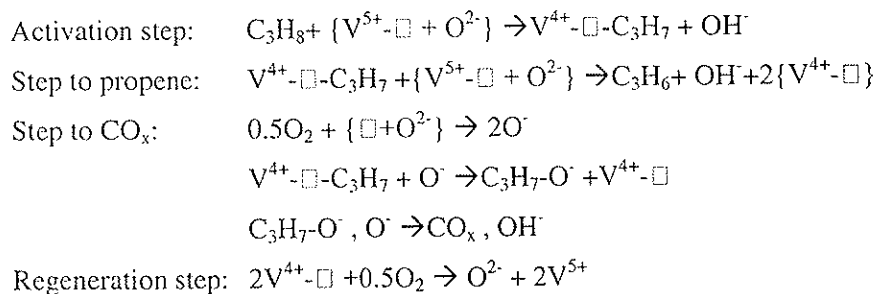 Activation step: C₃H₈+ {V⁵⁺-□ + O²⁻} →V⁴⁺-□-C₃H₇ + OH⁻
Step to propene: V⁴⁺-□-C₃H₇ +{V⁵⁺-□ + O²⁻} →C₃H₆+ OH⁻+2{V⁴⁺-□}
Step to COₓ: 0.5O₂ + {□+O²⁻} → 2O⁻
V⁴⁺-□-C₃H₇ + O⁻ →C₃H₇-O⁻ +V⁴⁺-□
C₃H₇-O⁻ , O⁻ →COₓ , OH⁻
Regeneration step: 2V⁴⁺-□ +0.5O₂ → O²⁻ + 2V⁵⁺